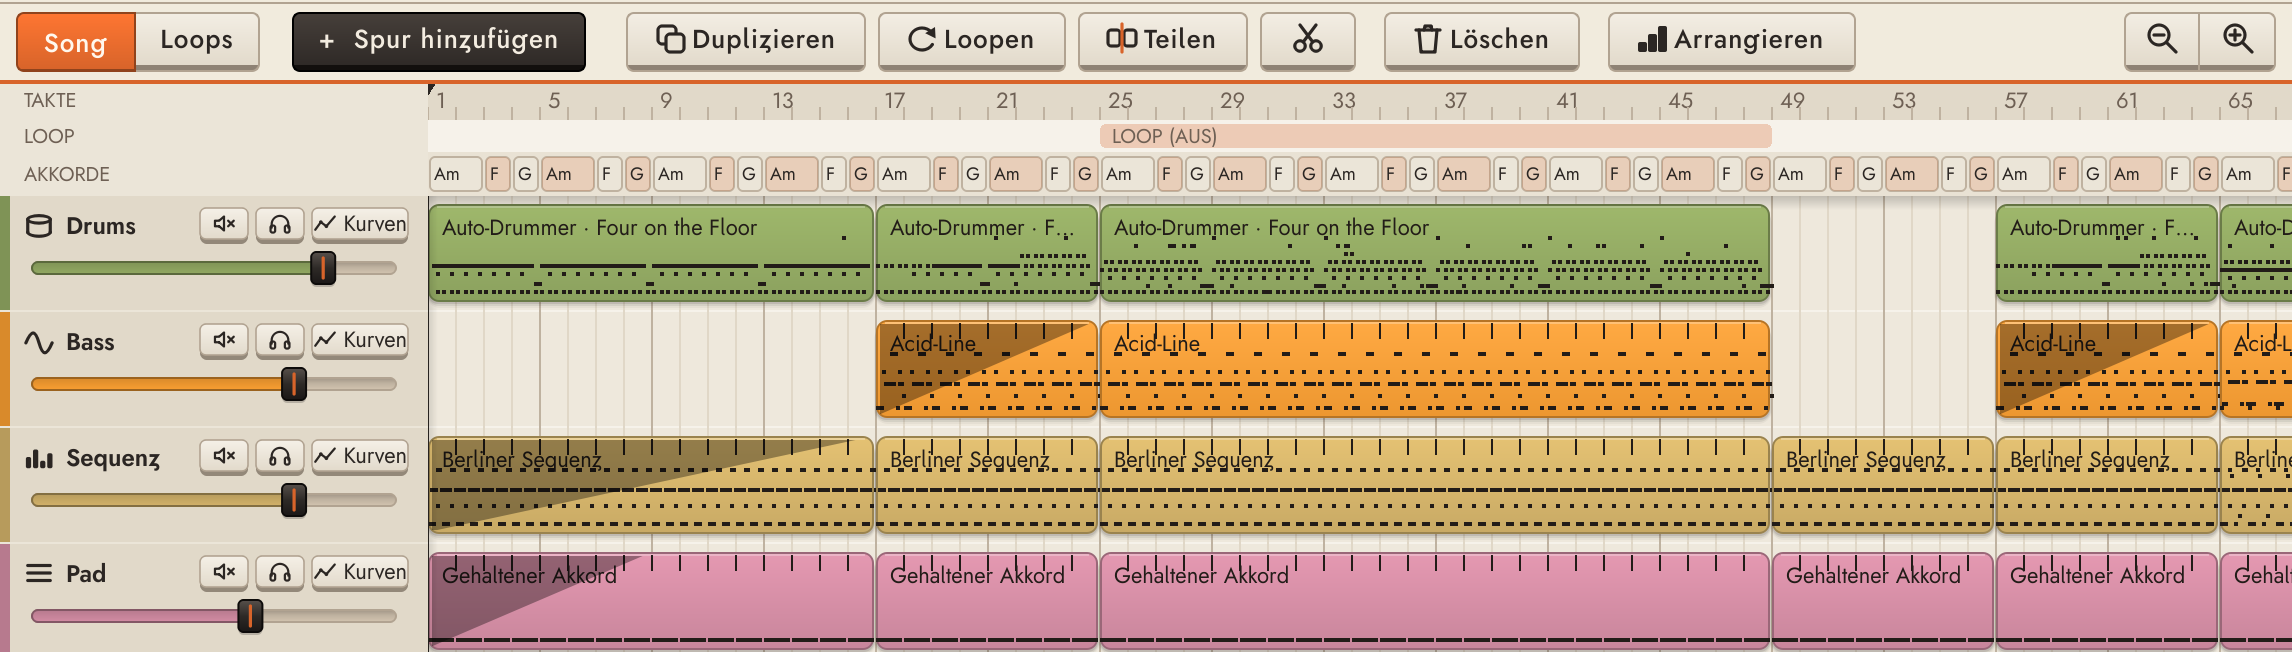 Song Loops + Spur hinzufügen Duplizieren Loopen Teilen Löschen Arrangieren
TAKTE 1 5 9 13 17 21 25 29 33 37 41 45 49 53 57 61 65
LOOP LOOP (AUS)
AKKORDE Am F G Am F G Am F G Am F G Am F G Am F G Am F G Am F G Am F G Am F G Am F G Am F G Am F G Am F G Am F G Am F G Am F
Drums Kurven Auto-Drummer · Four on the Floor Auto-Drummer · F… Auto-Drummer · Four on the Floor Auto-Drummer · F… Auto-D
Bass Kurven Acid-Line Acid-Line Acid-Line Acid-L
Sequenz Kurven Berliner Sequenz Berliner Sequenz Berliner Sequenz Berliner Sequenz Berliner Sequenz Berline
Pad Kurven Gehaltener Akkord Gehaltener Akkord Gehaltener Akkord Gehaltener Akkord Gehaltener Akkord Gehalt